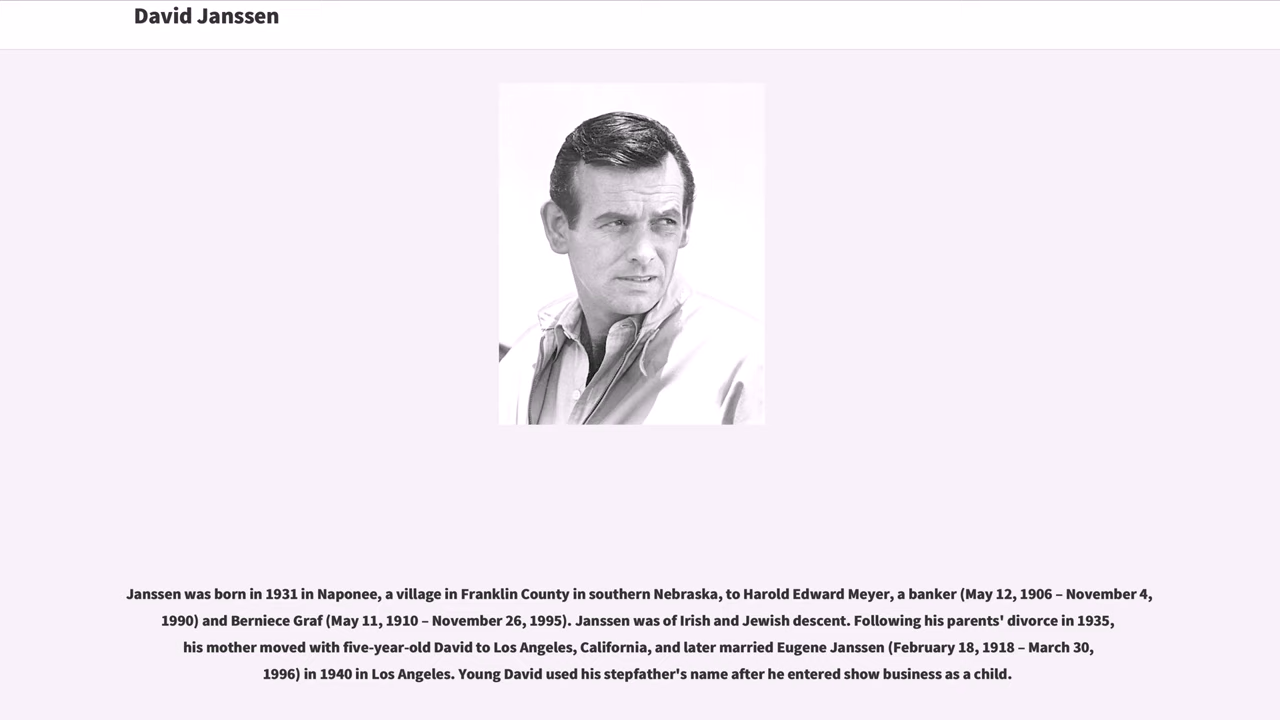 David Janssen
Janssen was born in 1931 in Naponee, a village in Franklin County in southern Nebraska, to Harold Edward Meyer, a banker (May 12, 1906 – November 4,
1990) and Berniece Graf (May 11, 1910 – November 26, 1995). Janssen was of Irish and Jewish descent. Following his parents' divorce in 1935,
his mother moved with five-year-old David to Los Angeles, California, and later married Eugene Janssen (February 18, 1918 – March 30,
1996) in 1940 in Los Angeles. Young David used his stepfather's name after he entered show business as a child.